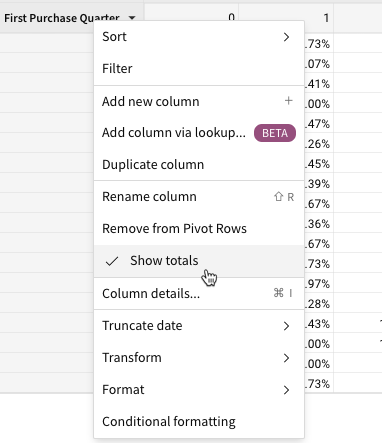 First Purchase Quarter 0 1
Sort
.73%
Filter
.07%
.41%
Add new column +
.00%
.47%
Add column via lookup... BETA
.26%
Duplicate column
.45%
.39%
Rename column ⇧ R
.67%
Remove from Pivot Rows
.36%
.67%
✓ Show totals
.73%
.97%
Column details... ⌘ I
.28%
Truncate date
.43% 1
Transform
.00% 1
.00%
Format
.73%
Conditional formatting